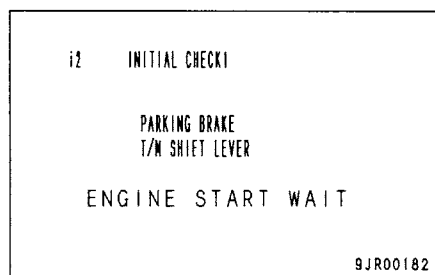 i2 INITIAL CHECK1
PARKING BRAKE
T/M SHIFT LEVER
ENGINE START WAIT
9JR00182